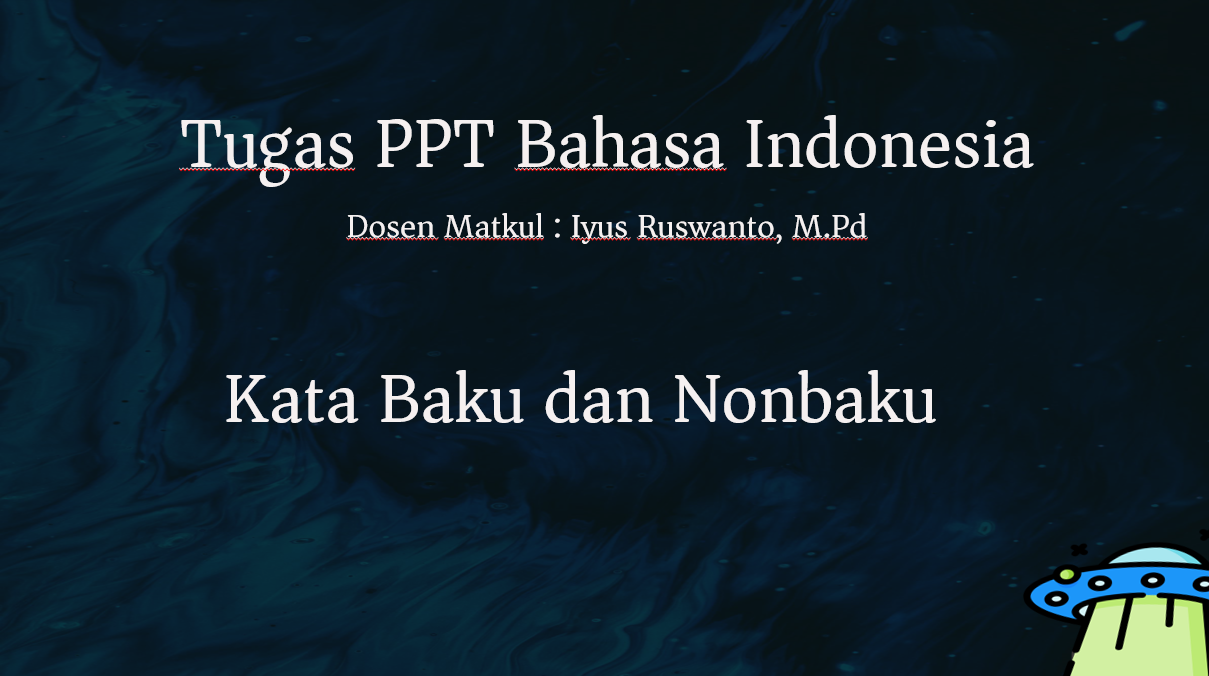 Tugas PPT Bahasa Indonesia
Dosen Matkul : Iyus Ruswanto, M.Pd
Kata Baku dan Nonbaku